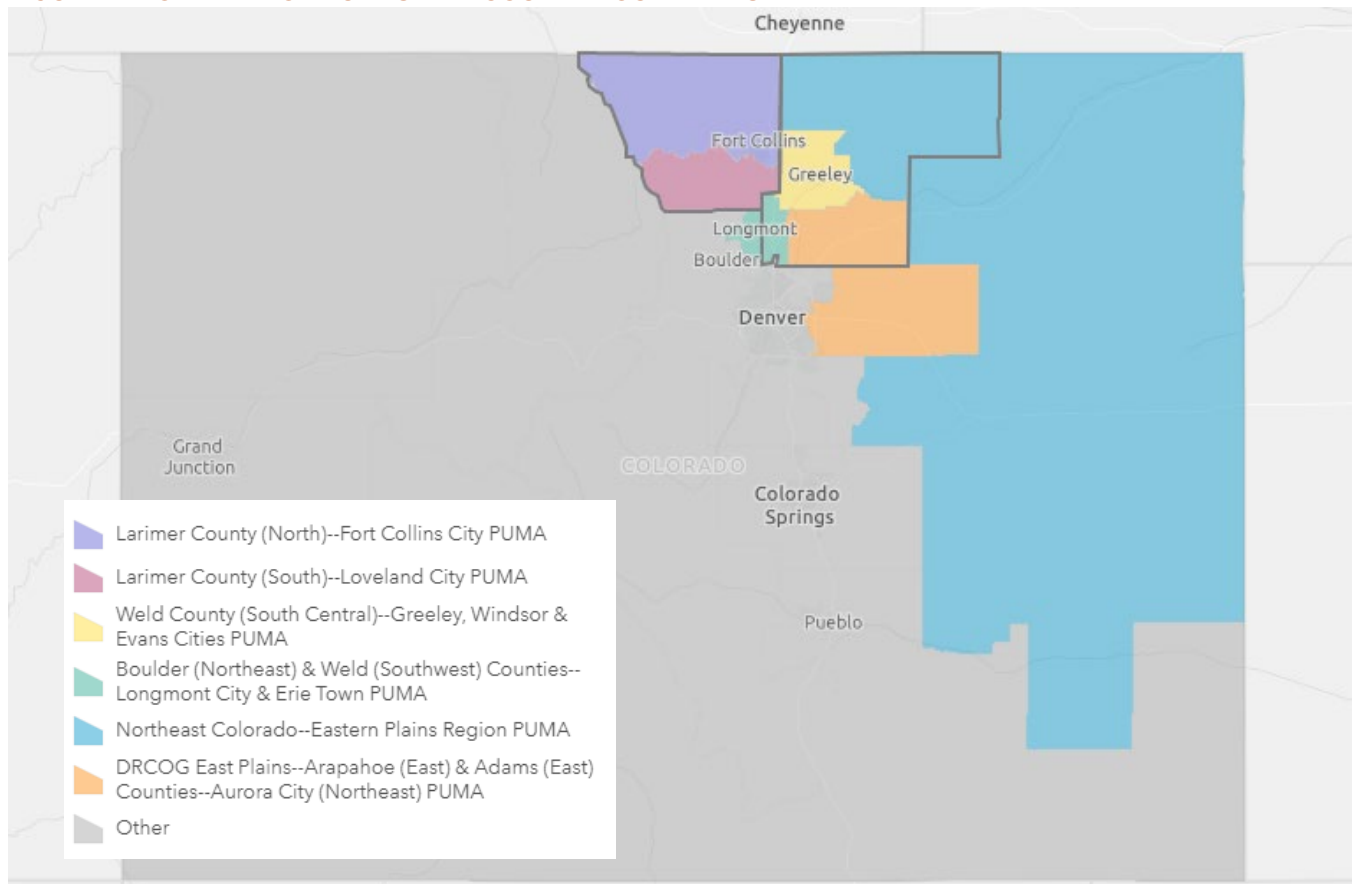 Cheyenne
Fort Collins
Greeley
Longmont
Boulder
Denver
Grand
Junction
COLORADO
Colorado
Springs
Pueblo
Larimer County (North)--Fort Collins City PUMA
Larimer County (South)--Loveland City PUMA
Weld County (South Central)--Greeley, Windsor &
Evans Cities PUMA
Boulder (Northeast) & Weld (Southwest) Counties--
Longmont City & Erie Town PUMA
Northeast Colorado--Eastern Plains Region PUMA
DRCOG East Plains--Arapahoe (East) & Adams (East)
Counties--Aurora City (Northeast) PUMA
Other